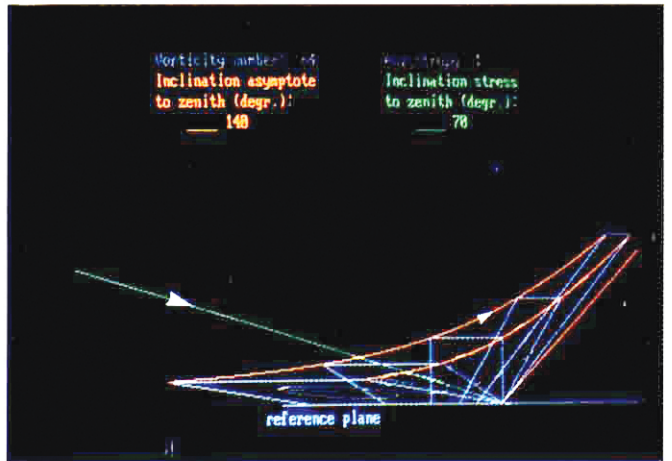 Vorticity number
Inclination asymptote
to zenith (degr.):
140
Inclination stress
to zenith (degr.):
70
reference plane